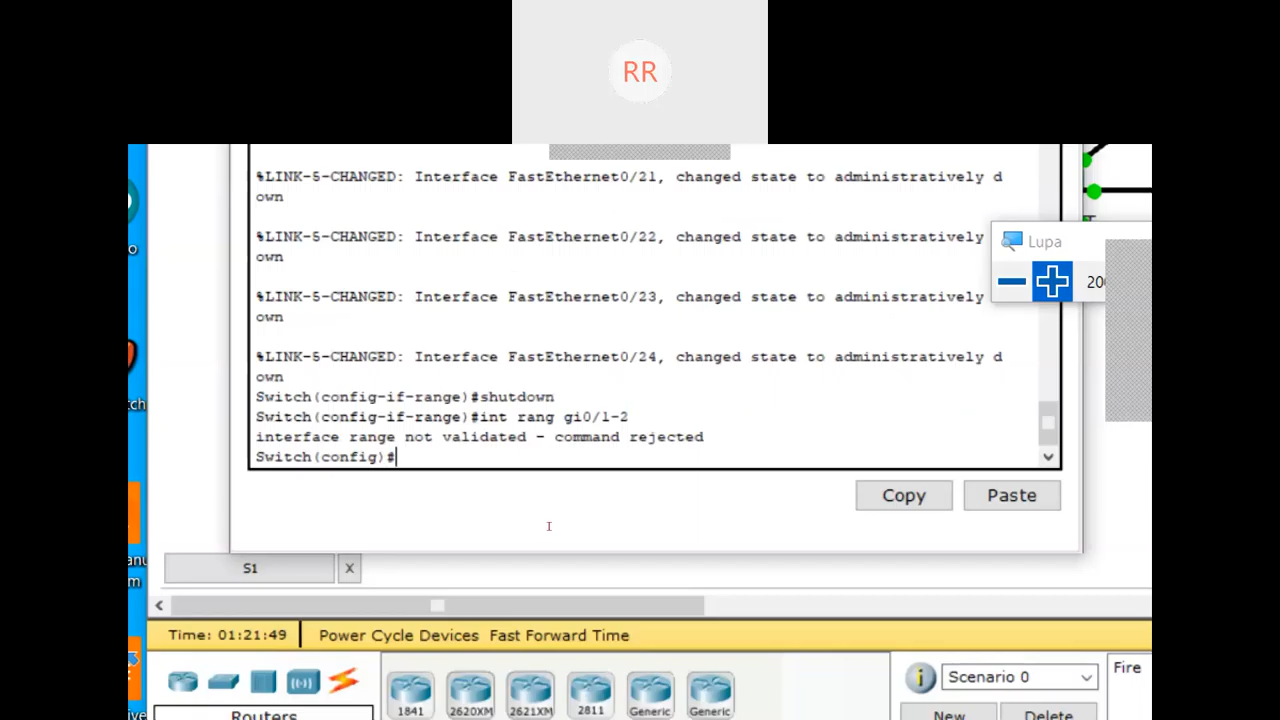 RR
%LINK-5-CHANGED: Interface FastEthernet0/21, changed state to administratively d
own
%LINK-5-CHANGED: Interface FastEthernet0/22, changed state to administratively
own
%LINK-5-CHANGED: Interface FastEthernet0/23, changed state to administratively
own
%LINK-5-CHANGED: Interface FastEthernet0/24, changed state to administratively d
own
Switch(config-if-range)#shutdown
Switch(config-if-range)#int rang gi0/1-2
interface range not validated - command rejected
Switch(config)#
Lupa
Copy Paste
S1 X
Time: 01:21:49 Power Cycle Devices Fast Forward Time
1841 2620XM 2621XM 2811 Generic Generic
Scenario 0
Fire
Routers
New Delete